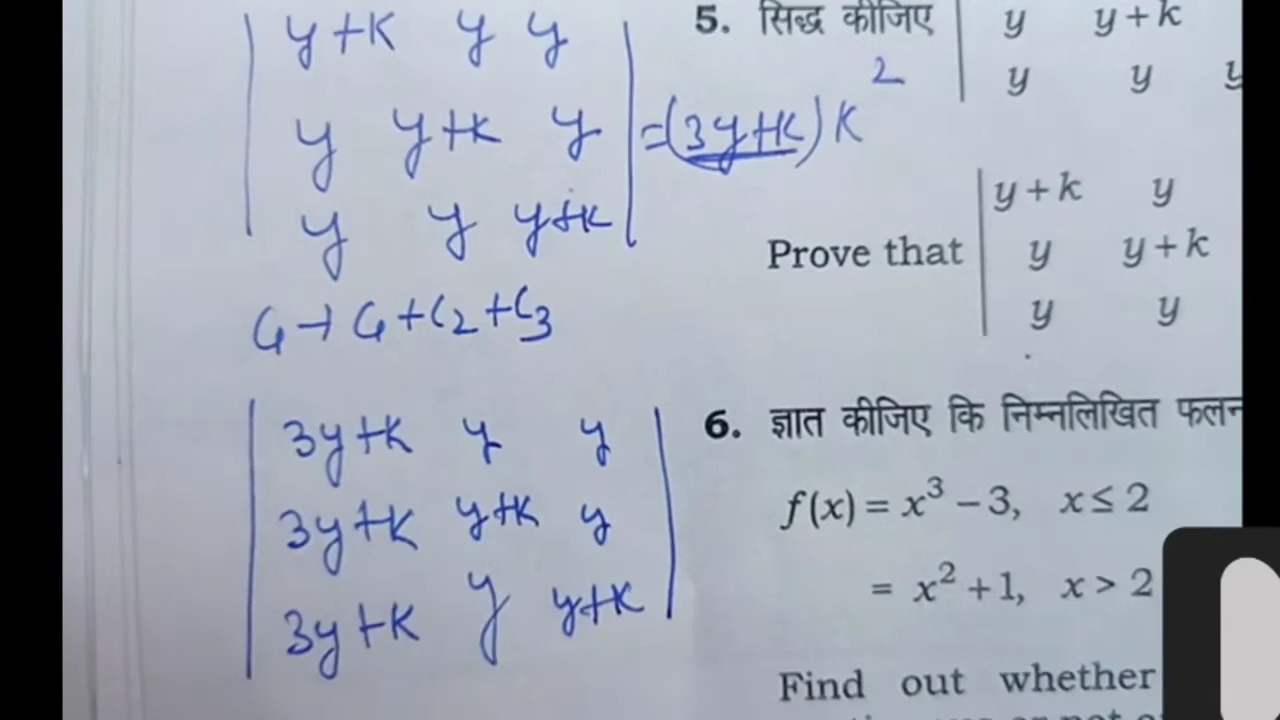 y+k y y
y y+k y =(3y+k)k²
y y y+k
C₁→C₁+C₂+C₃
3y+k y y
3y+k y+k y
3y+k y y+k
5. सिद्ध कीजिए y y+k
y y y
Prove that
y+k y
y y+k
y y
6. ज्ञात कीजिए कि निम्नलिखित फलन
f(x) = x³ – 3, x ≤ 2
= x² + 1, x > 2
Find out whether